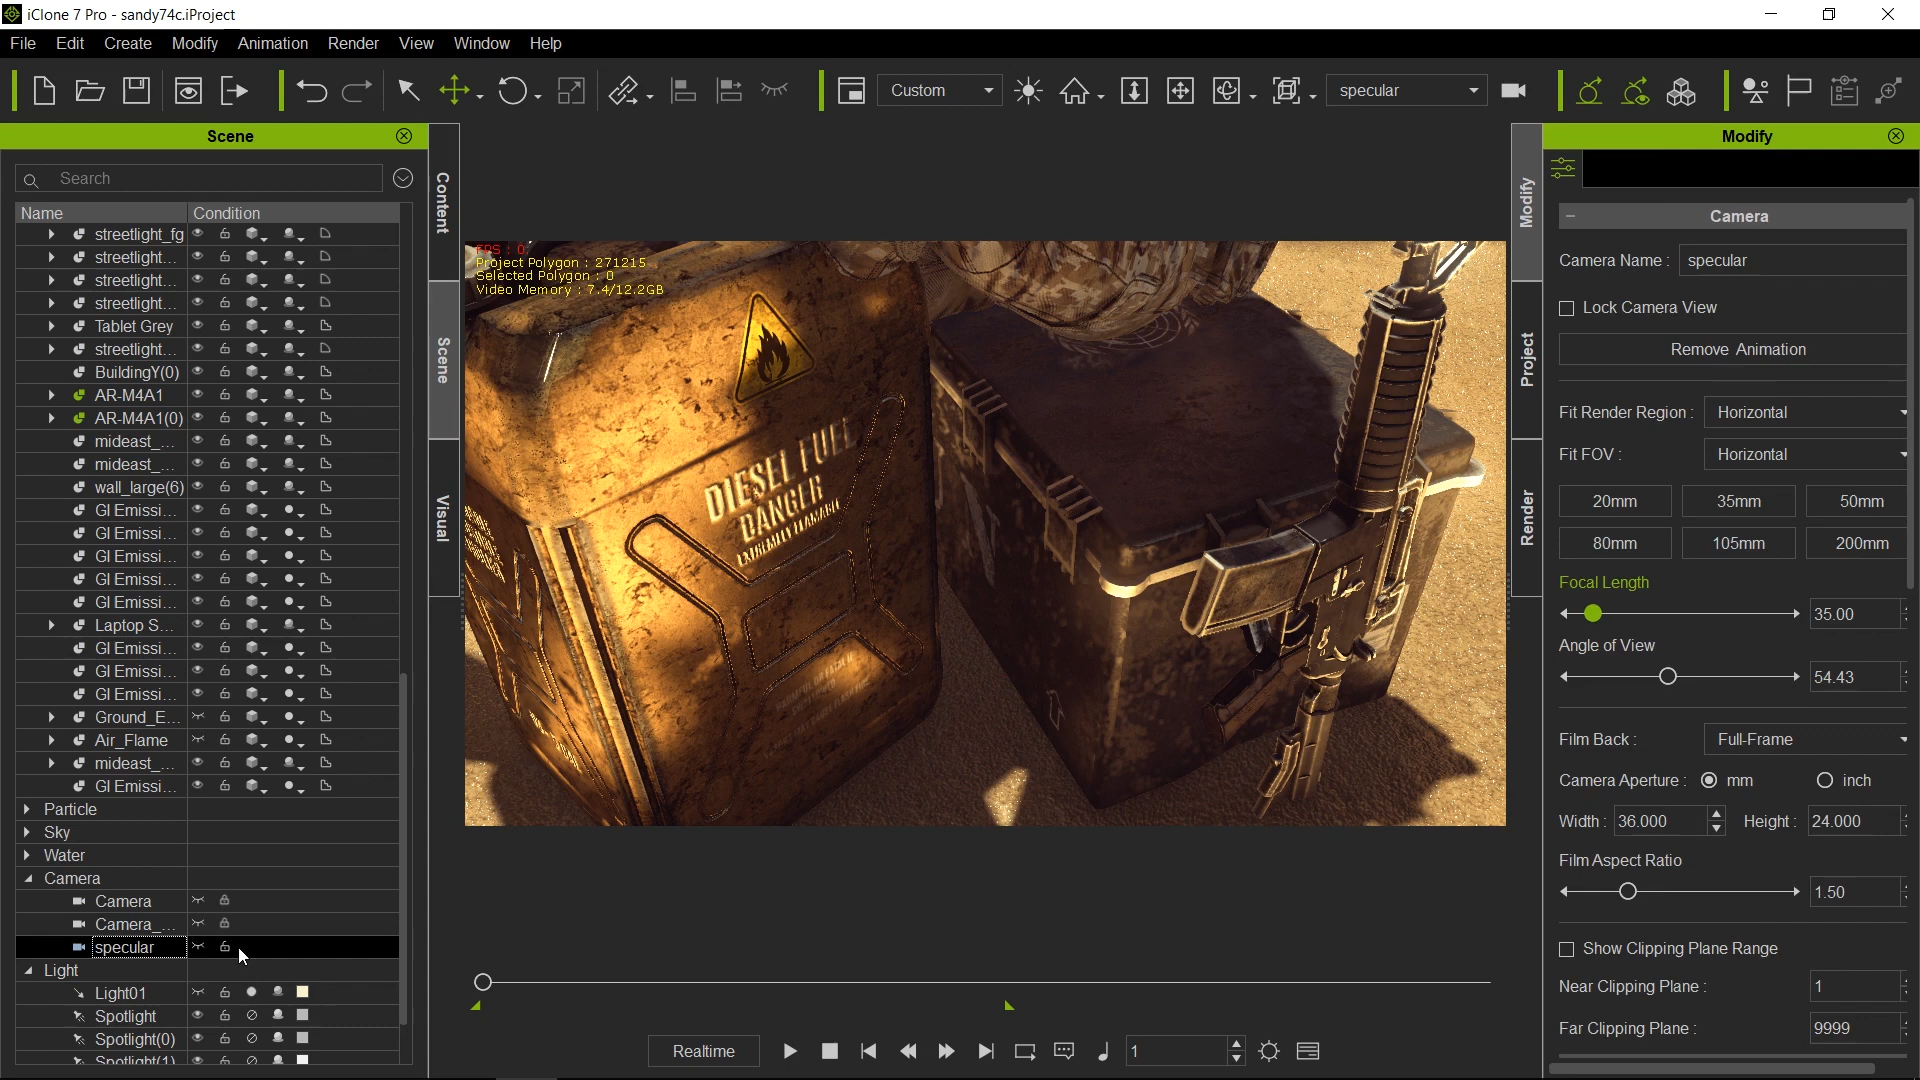 iClone 7 Pro - sandy74c.iProject
File Edit Create Modify Animation Render View Window Help
Custom
specular
Scene
Search
Name Condition
streetlight_fg
streetlight...
streetlight...
streetlight...
Tablet Grey
streetlight...
BuildingY(0)
AR-M4A1
AR-M4A1(0)
mideast_...
mideast_...
wall_large(6)
GI Emissi...
GI Emissi...
GI Emissi...
GI Emissi...
GI Emissi...
Laptop S...
GI Emissi...
GI Emissi...
GI Emissi...
Ground_E...
Air_Flame
mideast_...
GI Emissi...
Particle
Sky
Water
Camera
Camera
Camera_...
specular
Light
Light01
Spotlight
Spotlight(0)
Spotlight(1)
Content
Scene
Visual
FPS : 0
Project Polygon : 271215
Selected Polygon : 0
Video Memory : 7.4/12.2GB
DIESEL FUEL
DANGER
EXTREMELY FLAMABLE
Realtime
1
Modify
Project
Render
Modify
Camera
Camera Name : specular
Lock Camera View
Remove Animation
Fit Render Region : Horizontal
Fit FOV : Horizontal
20mm 35mm 50mm
80mm 105mm 200mm
Focal Length
35.00
Angle of View
54.43
Film Back : Full-Frame
Camera Aperture : mm inch
Width : 36.000 Height : 24.000
Film Aspect Ratio
1.50
Show Clipping Plane Range
Near Clipping Plane : 1
Far Clipping Plane : 9999